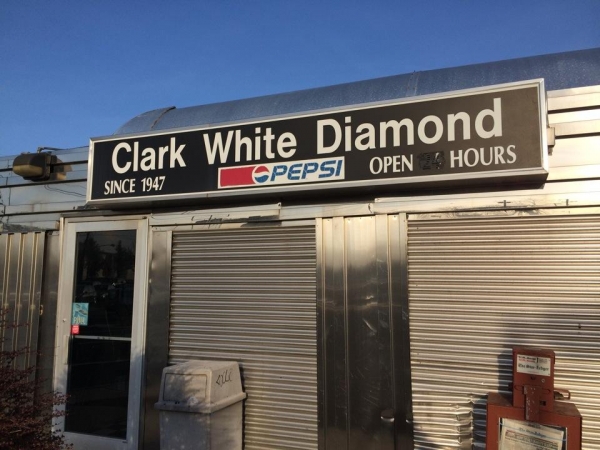 Clark White Diamond
SINCE 1947
PEPSI
OPEN 24 HOURS